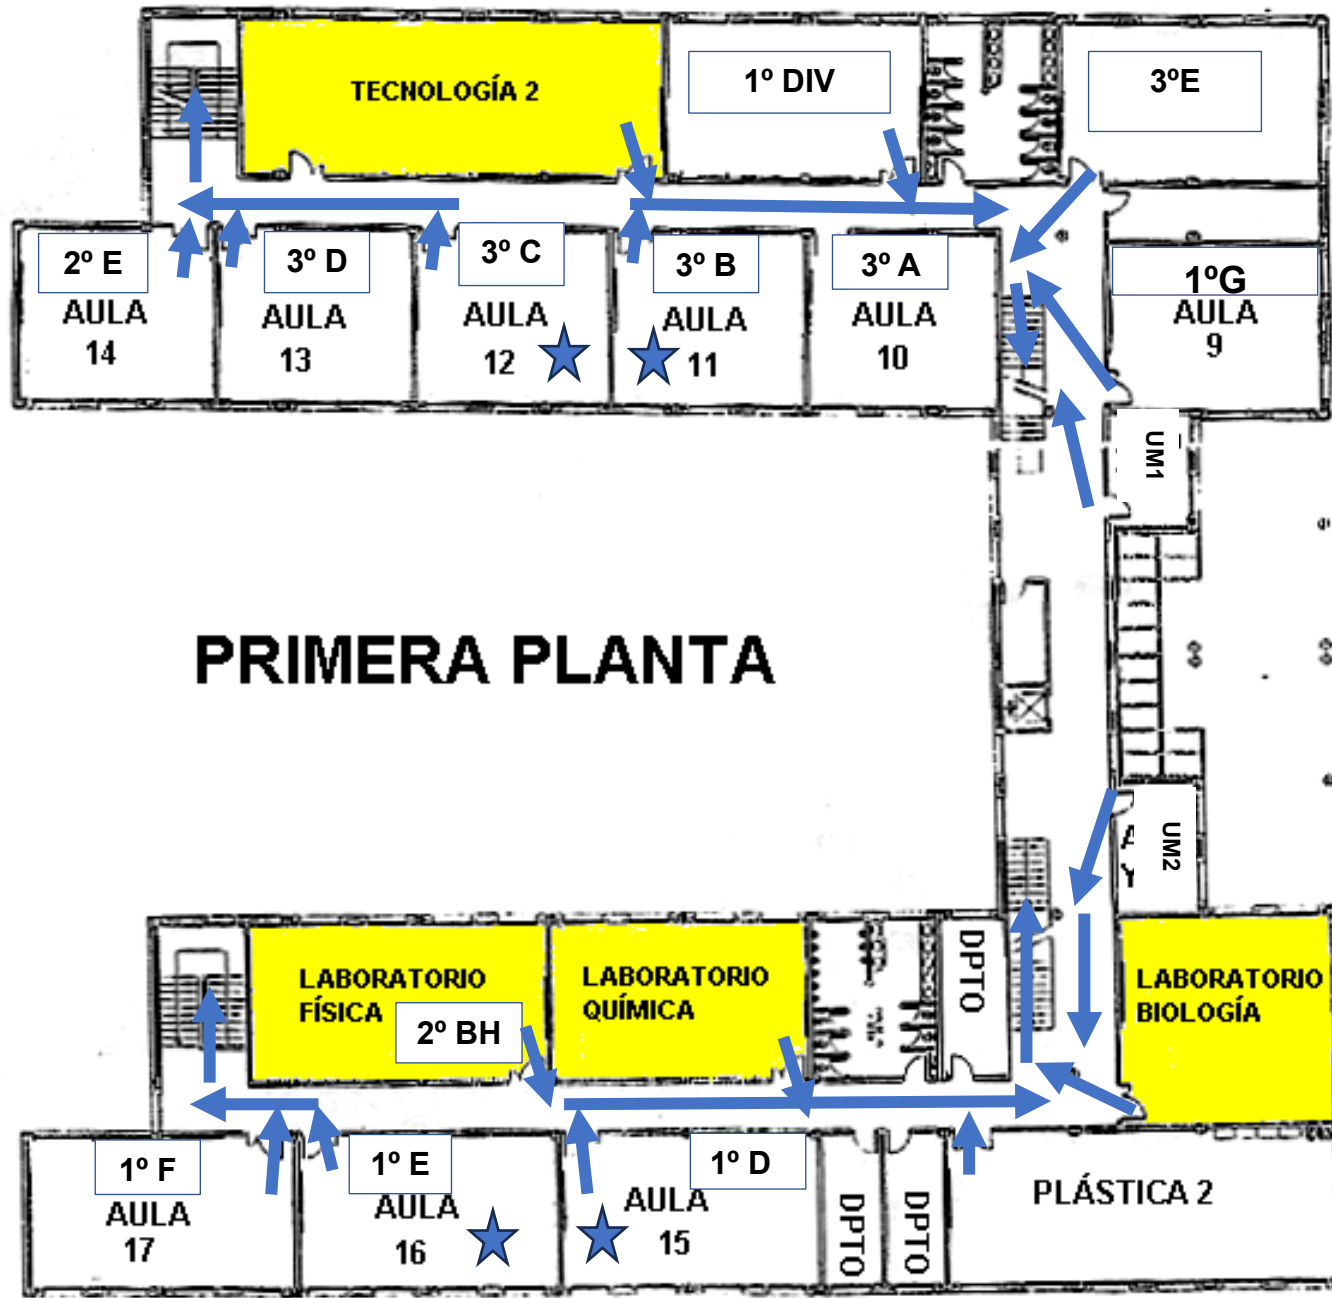 TECNOLOGÍA 2
1º DIV
3ºE
2º E
3º D
3º C
3º B
3º A
1ºG
AULA
14
AULA
13
AULA
12
AULA
11
AULA
10
AULA
9
UM1
PRIMERA PLANTA
UM2
LABORATORIO
FÍSICA
LABORATORIO
QUÍMICA
DPTO
LABORATORIO
BIOLOGÍA
2º BH
1º F
1º E
1º D
AULA
17
AULA
16
AULA
15
DPTO
DPTO
PLÁSTICA 2